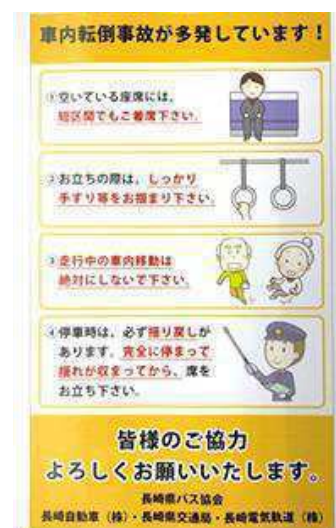 車内転倒事故が多発しています！
①空いている座席には、
短区間でもご着席下さい。
②お立ちの際は、しっかり
手すり等をお掴まり下さい。
③走行中の車内移動は
絶対にしないで下さい。
④停車時は、必ず揺り戻しが
あります。完全に停まって
揺れが収まってから、席を
お立ち下さい。
皆様のご協力
よろしくお願いいたします。
長崎県バス協会
長崎自動車（株）・長崎県交通局・長崎電気軌道（株）